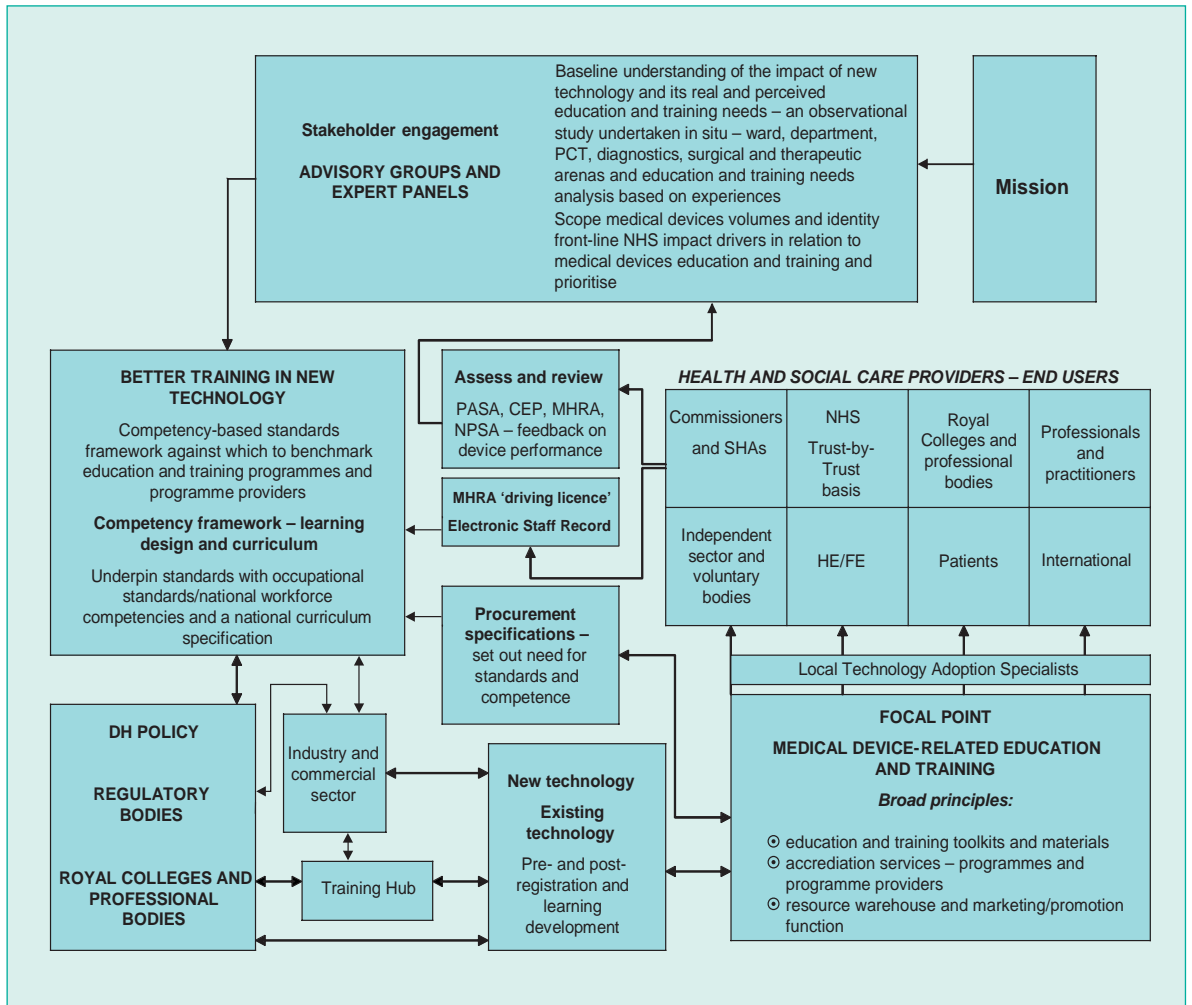 Stakeholder engagement
ADVISORY GROUPS AND
EXPERT PANELS
Baseline understanding of the impact of new
technology and its real and perceived
education and training needs – an observational
study undertaken in situ – ward, department,
PCT, diagnostics, surgical and therapeutic
arenas and education and training needs
analysis based on experiences
Scope medical devices volumes and identity
front-line NHS impact drivers in relation to
medical devices education and training and
prioritise
Mission
BETTER TRAINING IN NEW
TECHNOLOGY
Competency-based standards
framework against which to benchmark
education and training programmes and
programme providers
Competency framework – learning
design and curriculum
Underpin standards with occupational
standards/national workforce
competencies and a national curriculum
specification
Assess and review
PASA, CEP, MHRA,
NPSA – feedback on
device performance
MHRA ‘driving licence’
Electronic Staff Record
Procurement
specifications –
set out need for
standards and
competence
HEALTH AND SOCIAL CARE PROVIDERS – END USERS
Commissioners
and SHAs
NHS
Trust-by-
Trust
basis
Royal
Colleges and
professional
bodies
Professionals
and
practitioners
Independent
sector and
voluntary
bodies
HE/FE
Patients
International
Local Technology Adoption Specialists
DH POLICY
REGULATORY
BODIES
ROYAL COLLEGES AND
PROFESSIONAL
BODIES
Industry and
commercial
sector
Training Hub
New technology
Existing
technology
Pre- and post-
registration and
learning
development
FOCAL POINT
MEDICAL DEVICE-RELATED EDUCATION
AND TRAINING
Broad principles:
education and training toolkits and materials
accrediation services – programmes and
programme providers
resource warehouse and marketing/promotion
function